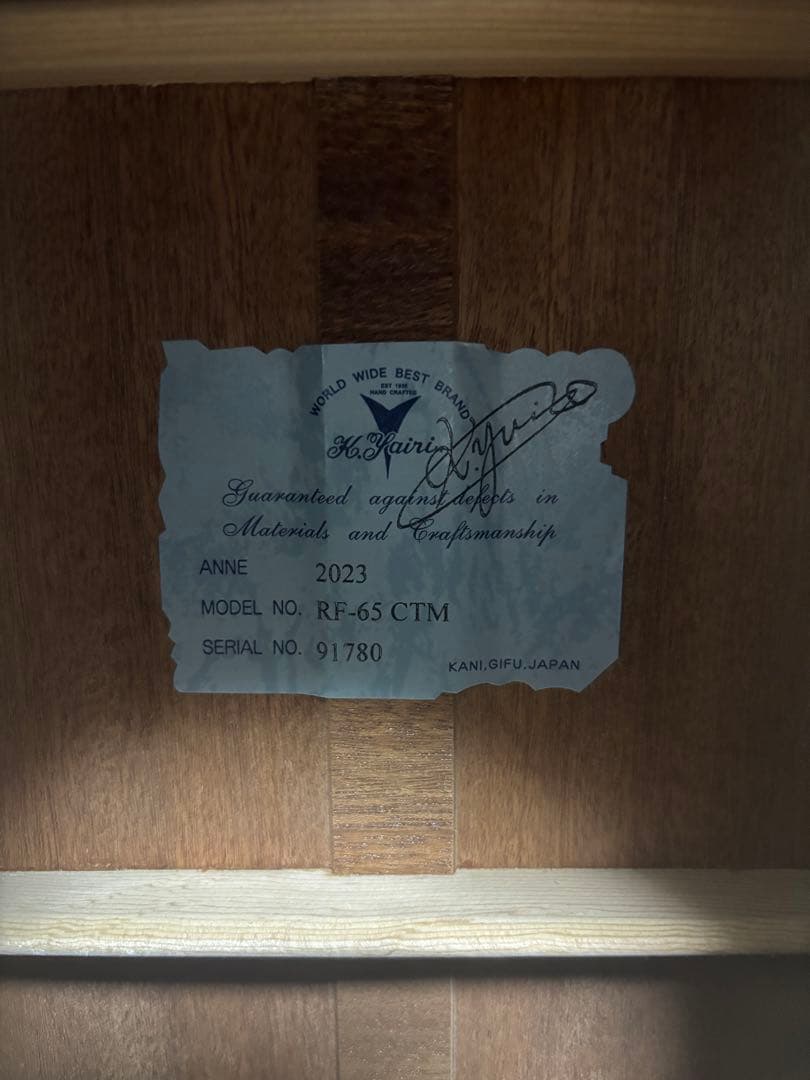 WORLD WIDE BEST BRAND
EST 1935
HAND CRAFTED
K.Yairi
K.Yairi
Guaranteed against defects in
Materials and Craftsmanship
ANNE 2023
MODEL NO. RF-65 CTM
SERIAL NO. 91780
KANI,GIFU,JAPAN